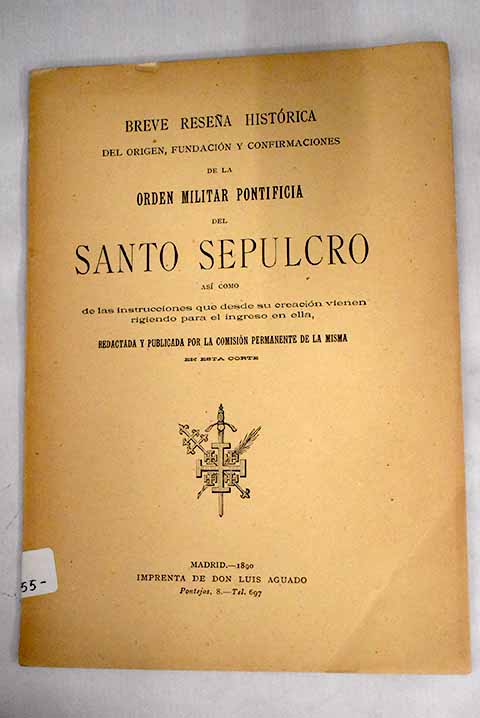 BREVE RESEÑA HISTÓRICA
DEL ORIGEN, FUNDACIÓN Y CONFIRMACIONES
DE LA
ORDEN MILITAR PONTIFICIA
DEL
SANTO SEPULCRO
ASÍ COMO
de las instrucciones que desde su creación vienen
rigiendo para el ingreso en ella,
REDACTADA Y PUBLICADA POR LA COMISIÓN PERMANENTE DE LA MISMA
EN ESTA CORTE
MADRID.—1890
IMPRENTA DE DON LUIS AGUADO
Pontejos, 8.—Tel. 697
55-